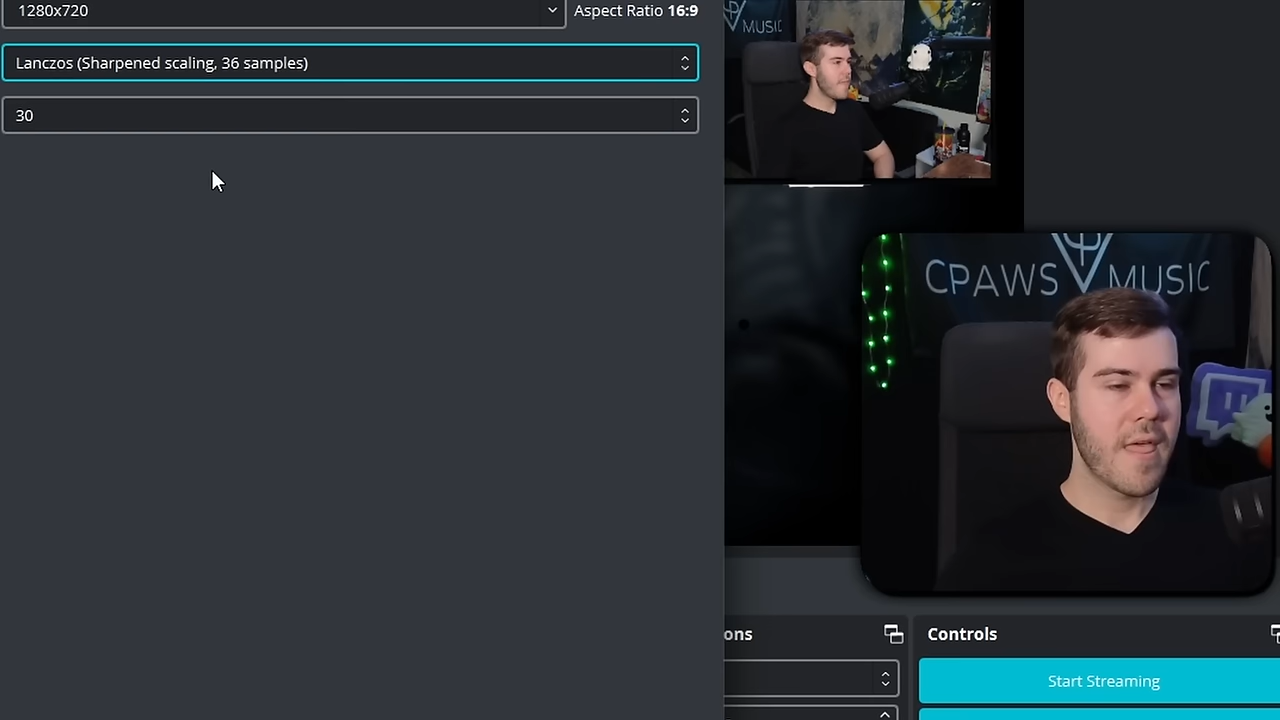 1280x720
Aspect Ratio 16:9
Lanczos (Sharpened scaling, 36 samples)
30
MUSIC
CPAWS MUSIC
ons
Controls
Start Streaming